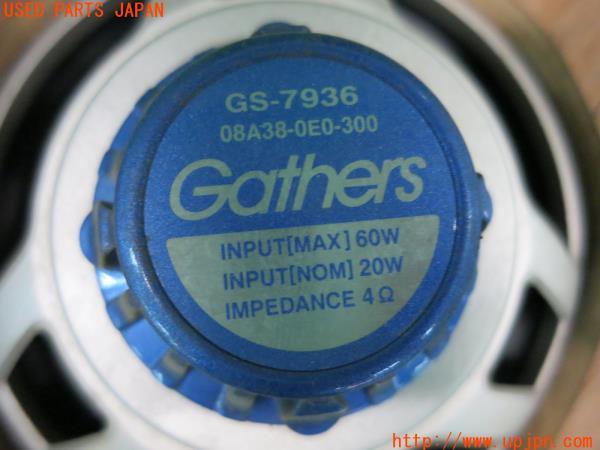 USED PARTS JAPAN
GS-7936
08A38-0E0-300
Gathers
INPUT[MAX] 60W
INPUT[NOM] 20W
IMPEDANCE 4Ω
http://www.upjpn.com